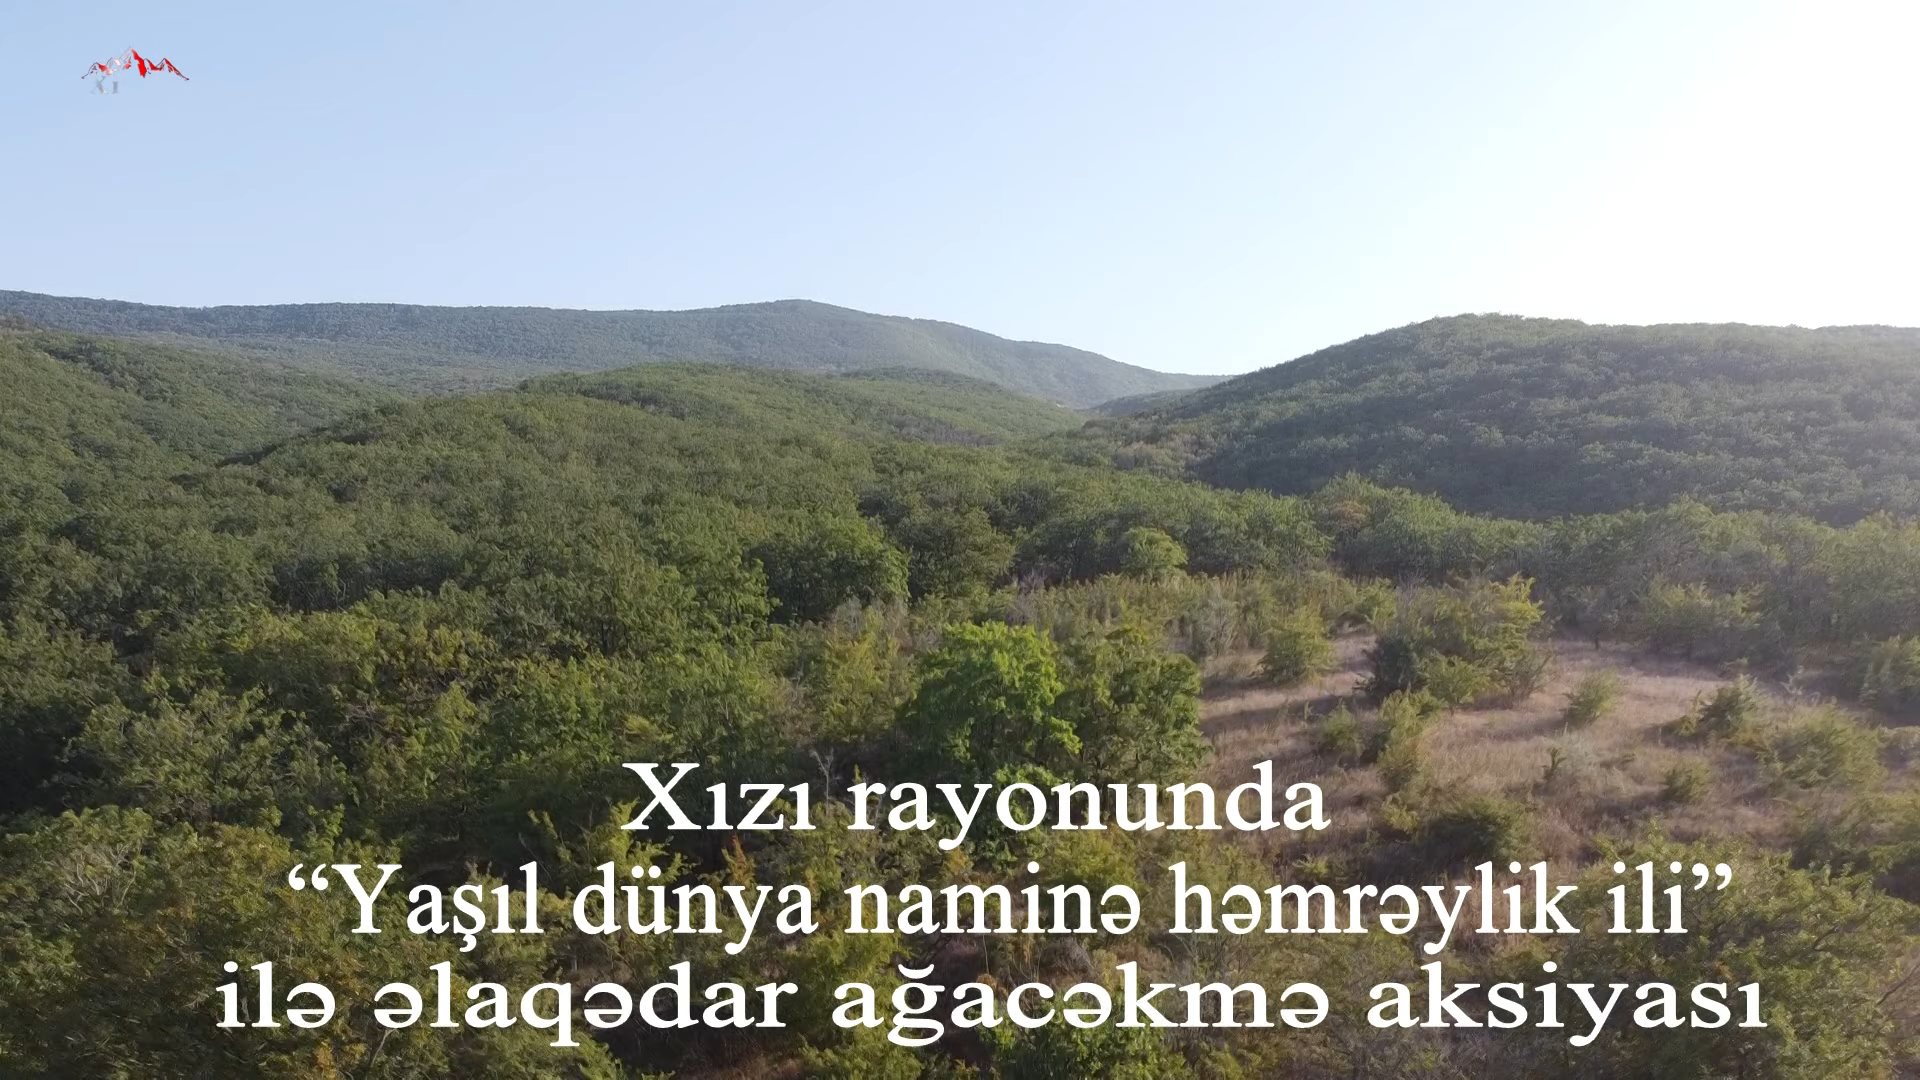 Xızı rayonunda
“Yaşıl dünya naminə həmrəylik ili”
ilə əlaqədar ağacəkmə aksiyası